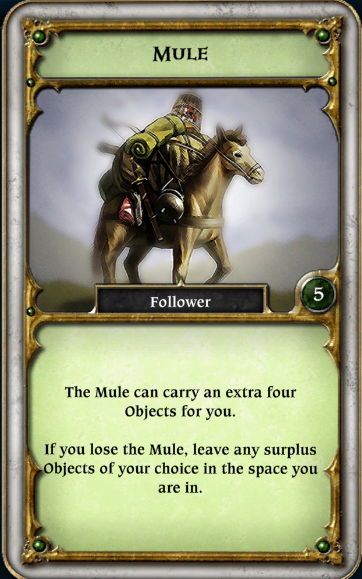 MULE
Follower
5
The Mule can carry an extra four
Objects for you.
If you lose the Mule, leave any surplus
Objects of your choice in the space you
are in.